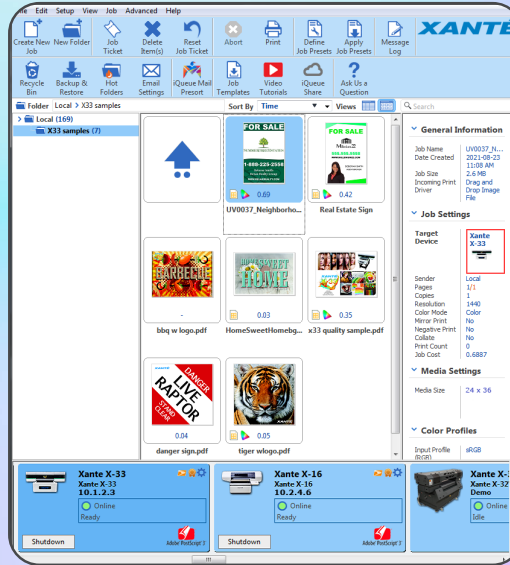 File Edit Setup View Job Advanced Help
Create New Job
New Folder
Job Ticket
Delete Item(s)
Reset Job Ticket
Abort
Print
Define Job Presets
Apply Job Presets
Message Log
XANTE
Recycle Bin
Backup & Restore
Hot Folders
Email Settings
iQueue Mail Presort
Job Templates
Video Tutorials
iQueue Share
Ask Us a Question
Folder Local > X33 samples
Sort By Time
Views
Search
Local (169)
X33 samples (7)
FOR SALE
1-888-225-2558
0.69
UV0037_Neighborho...
FOR SALE
0.42
Real Estate Sign
BARBECUE
-
bbq w logo.pdf
HOME SWEET
HOME
0.03
HomeSweetHomebg...
0.35
x33 quality sample.pdf
DANGER
LIVE
RAPTOR
STAND
CLEAR
0.04
danger sign.pdf
XANTE
0.05
tiger wlogo.pdf
General Information
Job Name UV0037_N...
Date Created 2021-08-23
11:08 AM
Job Size 2.6 MB
Incoming Print Driver Drag and Drop Image File
Job Settings
Target Device Xante X-33
Sender Local
Pages 1/1
Copies 1
Resolution 1440
Color Mode Color
Mirror Print No
Negative Print No
Collate No
Print Count 0
Job Cost 0.6887
Media Settings
Media Size 24 x 36
Color Profiles
Input Profile (RGB) sRGB
Xante X-33
Xante X-33
10.1.2.3
Online
Ready
Shutdown
Adobe PostScript 3
Xante X-16
Xante X-16
10.2.4.6
Online
Ready
Shutdown
Adobe PostScript 3
Xante X-3
Xante X-32
Demo
Online
Idle